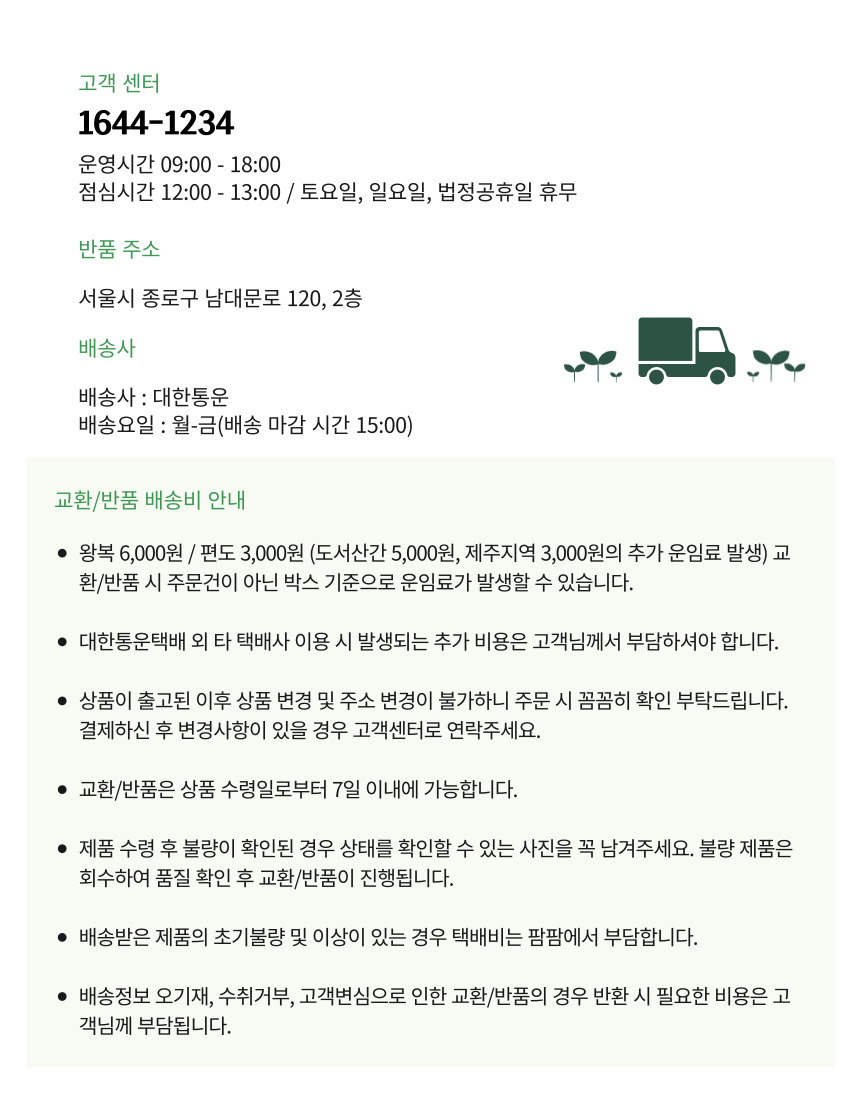 고객 센터
1644-1234
운영시간 09:00 - 18:00
점심시간 12:00 - 13:00 / 토요일, 일요일, 법정공휴일 휴무
반품 주소
서울시 종로구 남대문로 120, 2층
배송사
배송사 : 대한통운
배송요일 : 월-금(배송 마감 시간 15:00)
교환/반품 배송비 안내
● 왕복 6,000원 / 편도 3,000원 (도서산간 5,000원, 제주지역 3,000원의 추가 운임료 발생) 교
환/반품 시 주문건이 아닌 박스 기준으로 운임료가 발생할 수 있습니다.
● 대한통운택배 외 타 택배사 이용 시 발생되는 추가 비용은 고객님께서 부담하셔야 합니다.
● 상품이 출고된 이후 상품 변경 및 주소 변경이 불가하니 주문 시 꼼꼼히 확인 부탁드립니다.
결제하신 후 변경사항이 있을 경우 고객센터로 연락주세요.
● 교환/반품은 상품 수령일로부터 7일 이내에 가능합니다.
● 제품 수령 후 불량이 확인된 경우 상태를 확인할 수 있는 사진을 꼭 남겨주세요. 불량 제품은
회수하여 품질 확인 후 교환/반품이 진행됩니다.
● 배송받은 제품의 초기불량 및 이상이 있는 경우 택배비는 팜팜에서 부담합니다.
● 배송정보 오기재, 수취거부, 고객변심으로 인한 교환/반품의 경우 반환 시 필요한 비용은 고
객님께 부담됩니다.